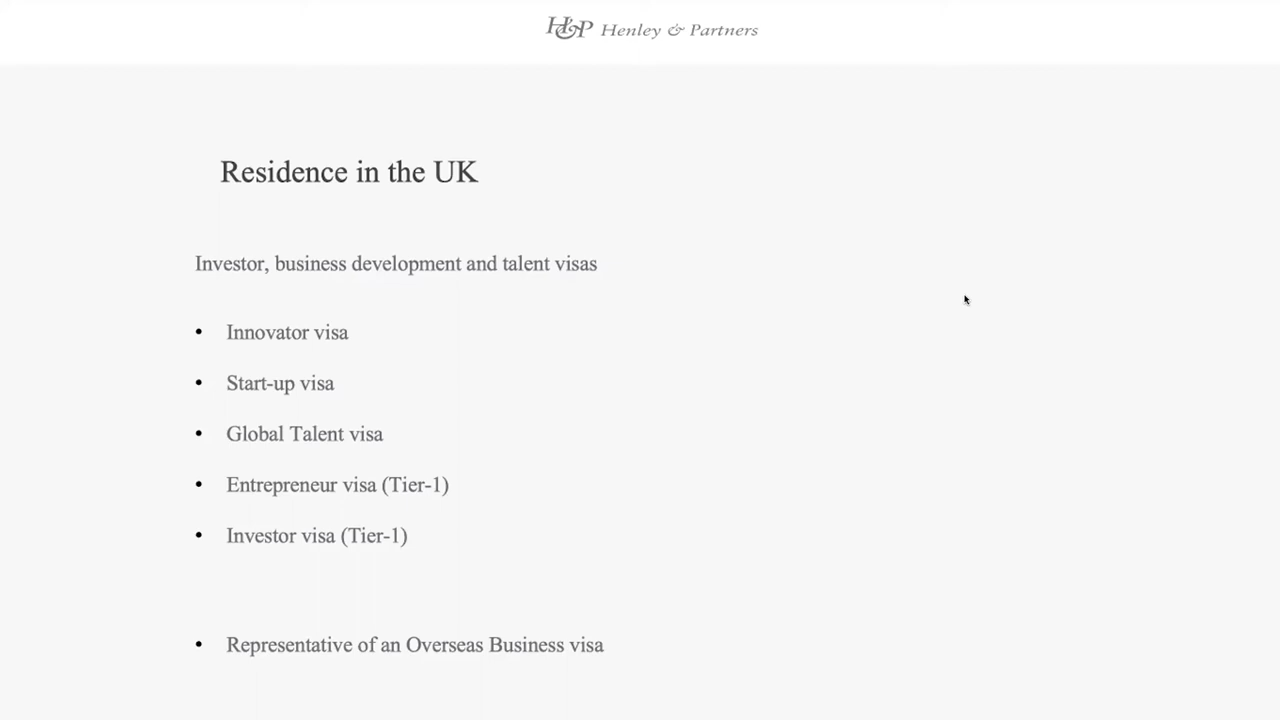 H&P Henley & Partners
Residence in the UK
Investor, business development and talent visas
• Innovator visa
• Start-up visa
• Global Talent visa
• Entrepreneur visa (Tier-1)
• Investor visa (Tier-1)
• Representative of an Overseas Business visa